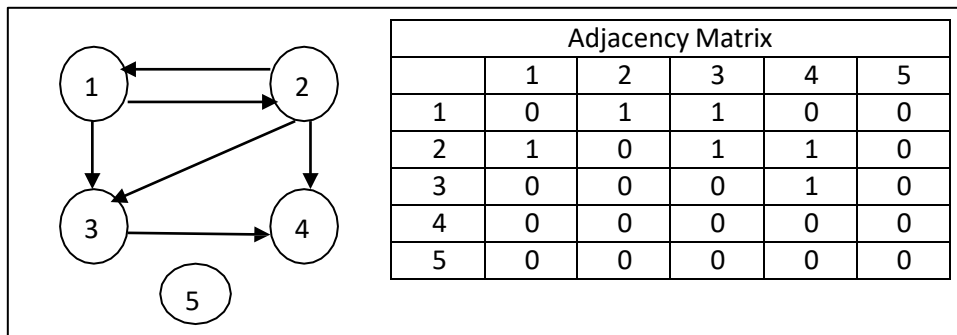 1 2
3 4
5
Adjacency Matrix
1 2 3 4 5
1 0 1 1 0 0
2 1 0 1 1 0
3 0 0 0 1 0
4 0 0 0 0 0
5 0 0 0 0 0